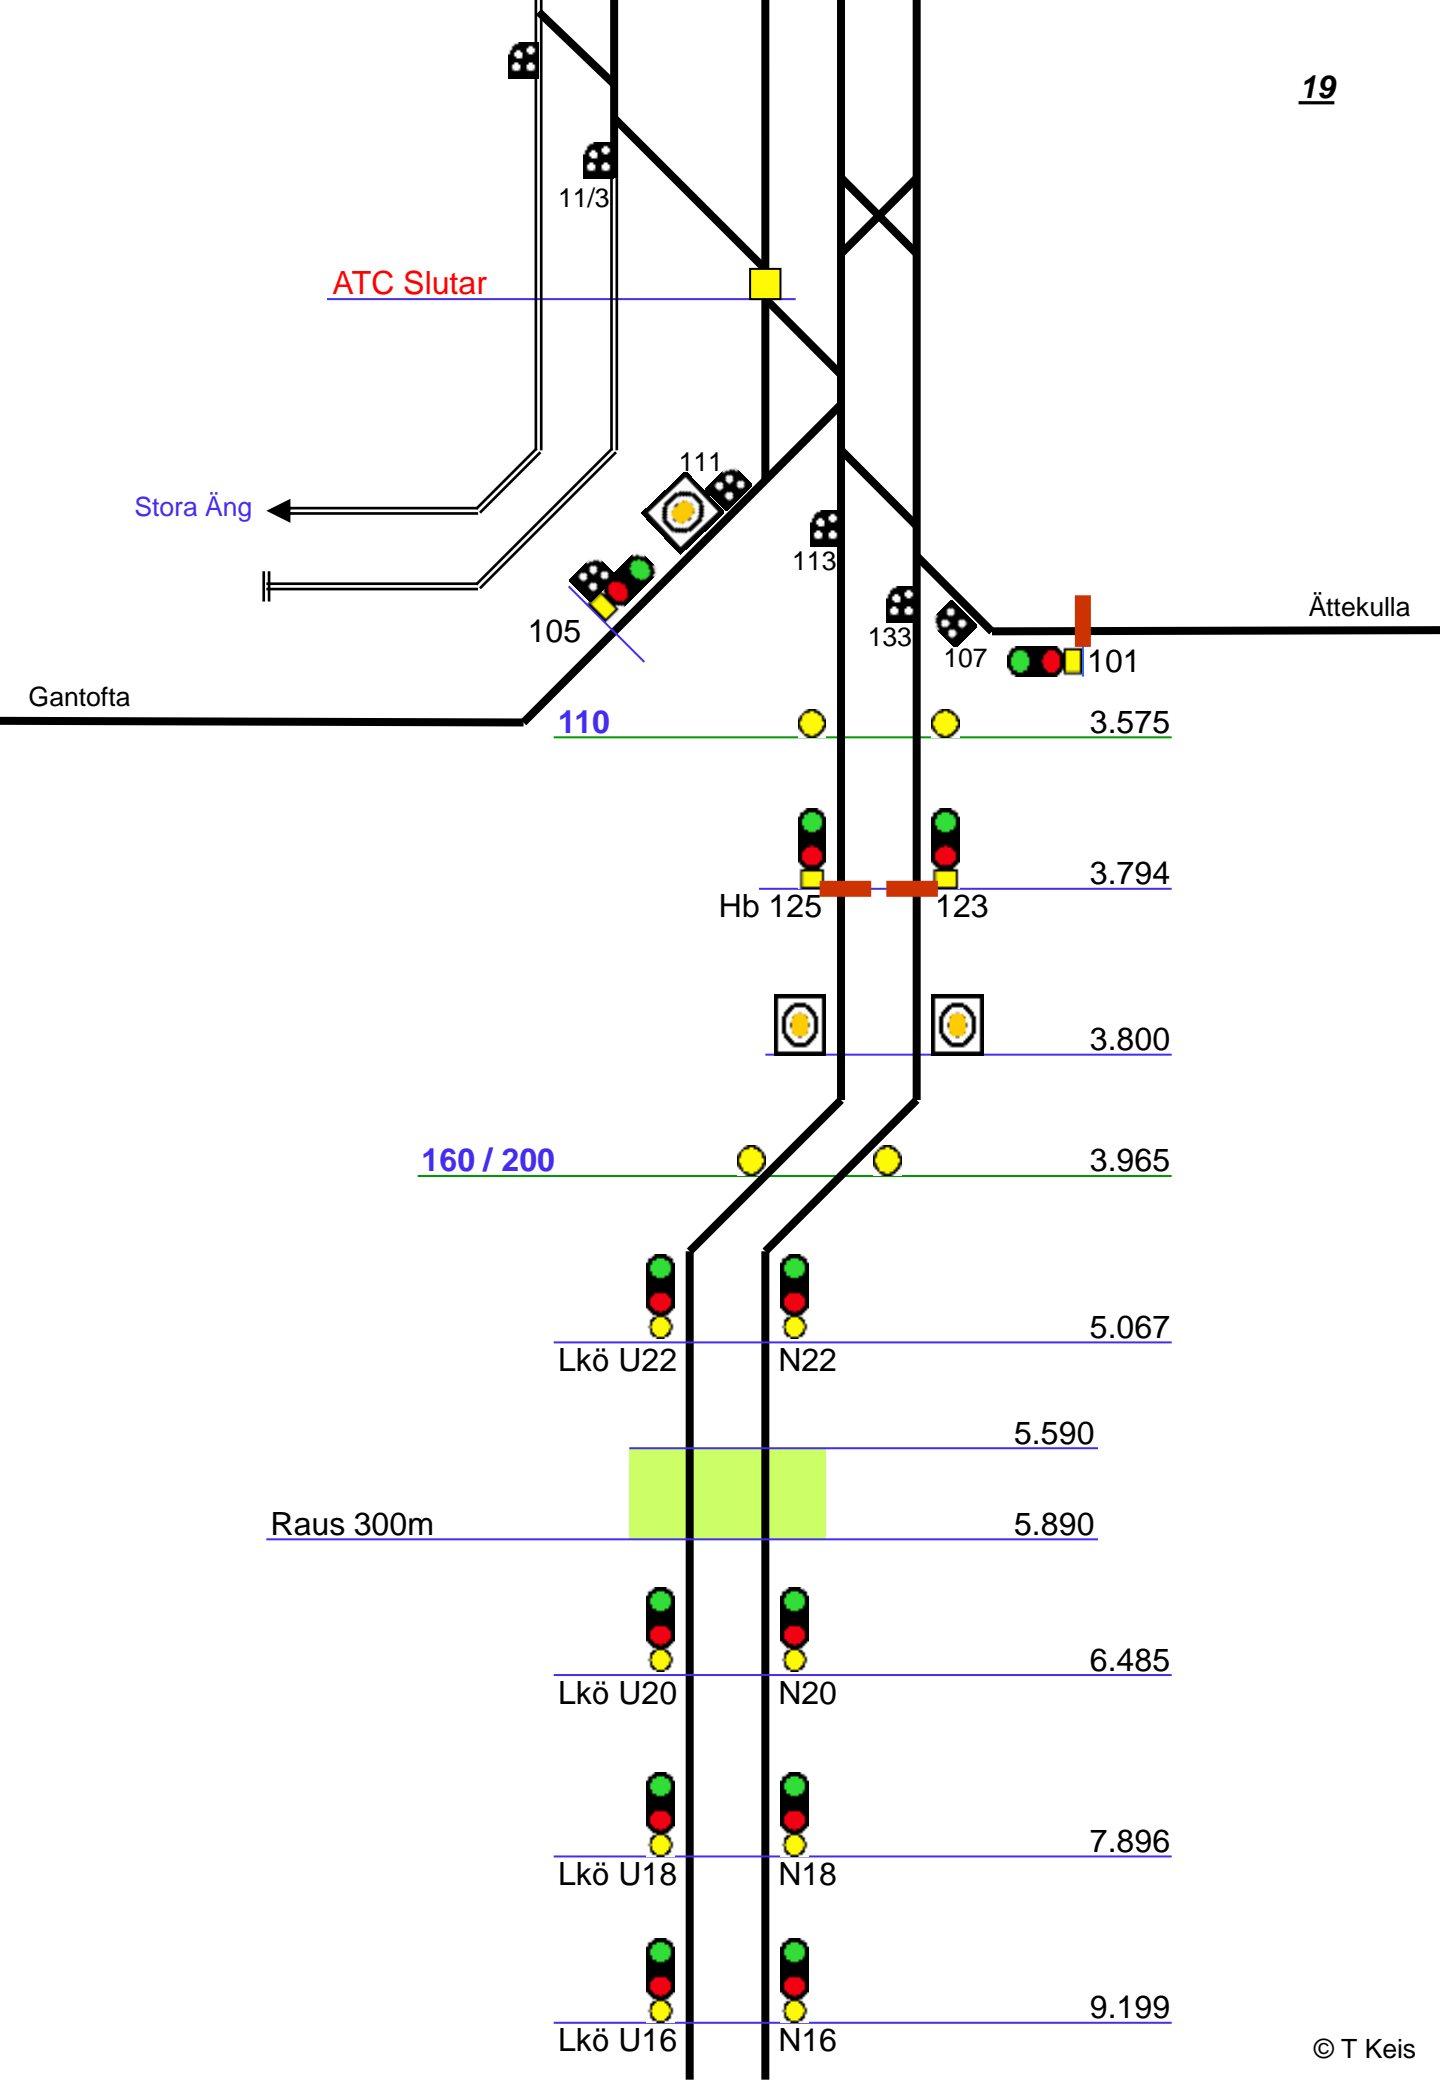 19
11/3
ATC Slutar
111
Stora Äng
113
105
133
107
101
Ättekulla
Gantofta
110
3.575
3.794
Hb 125
123
3.800
160 / 200
3.965
5.067
Lkö U22
N22
5.590
Raus 300m
5.890
6.485
Lkö U20
N20
7.896
Lkö U18
N18
9.199
Lkö U16
N16
© T Keis